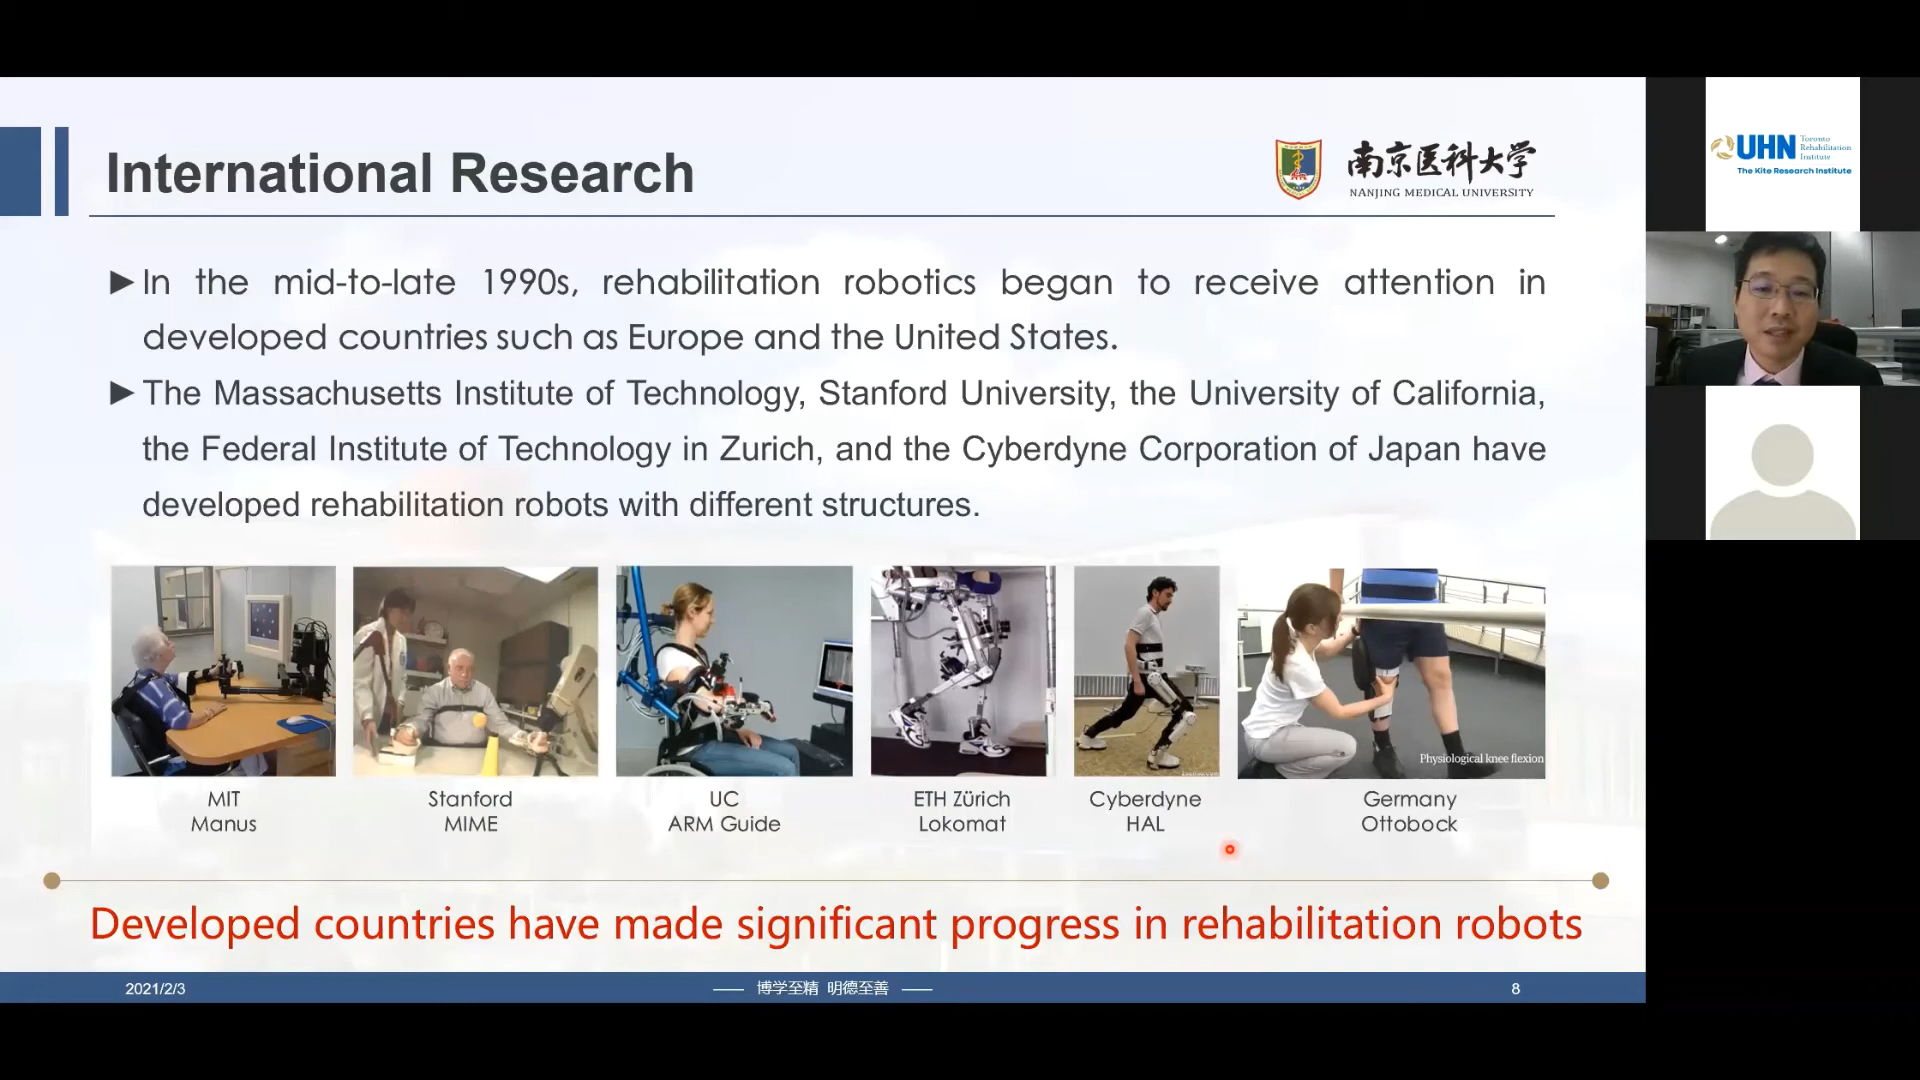 International Research
南京医科大学
NANJING MEDICAL UNIVERSITY
►In the mid-to-late 1990s, rehabilitation robotics began to receive attention in
developed countries such as Europe and the United States.
►The Massachusetts Institute of Technology, Stanford University, the University of California,
the Federal Institute of Technology in Zurich, and the Cyberdyne Corporation of Japan have
developed rehabilitation robots with different structures.
Physiological knee flexion
MIT
Manus
Stanford
MIME
UC
ARM Guide
ETH Zürich
Lokomat
Cyberdyne
HAL
Germany
Ottobock
Developed countries have made significant progress in rehabilitation robots
2021/2/3
—— 博学至精 明德至善 ——
8
UHN
Toronto
Rehabilitation
Institute
The Kite Research Institute